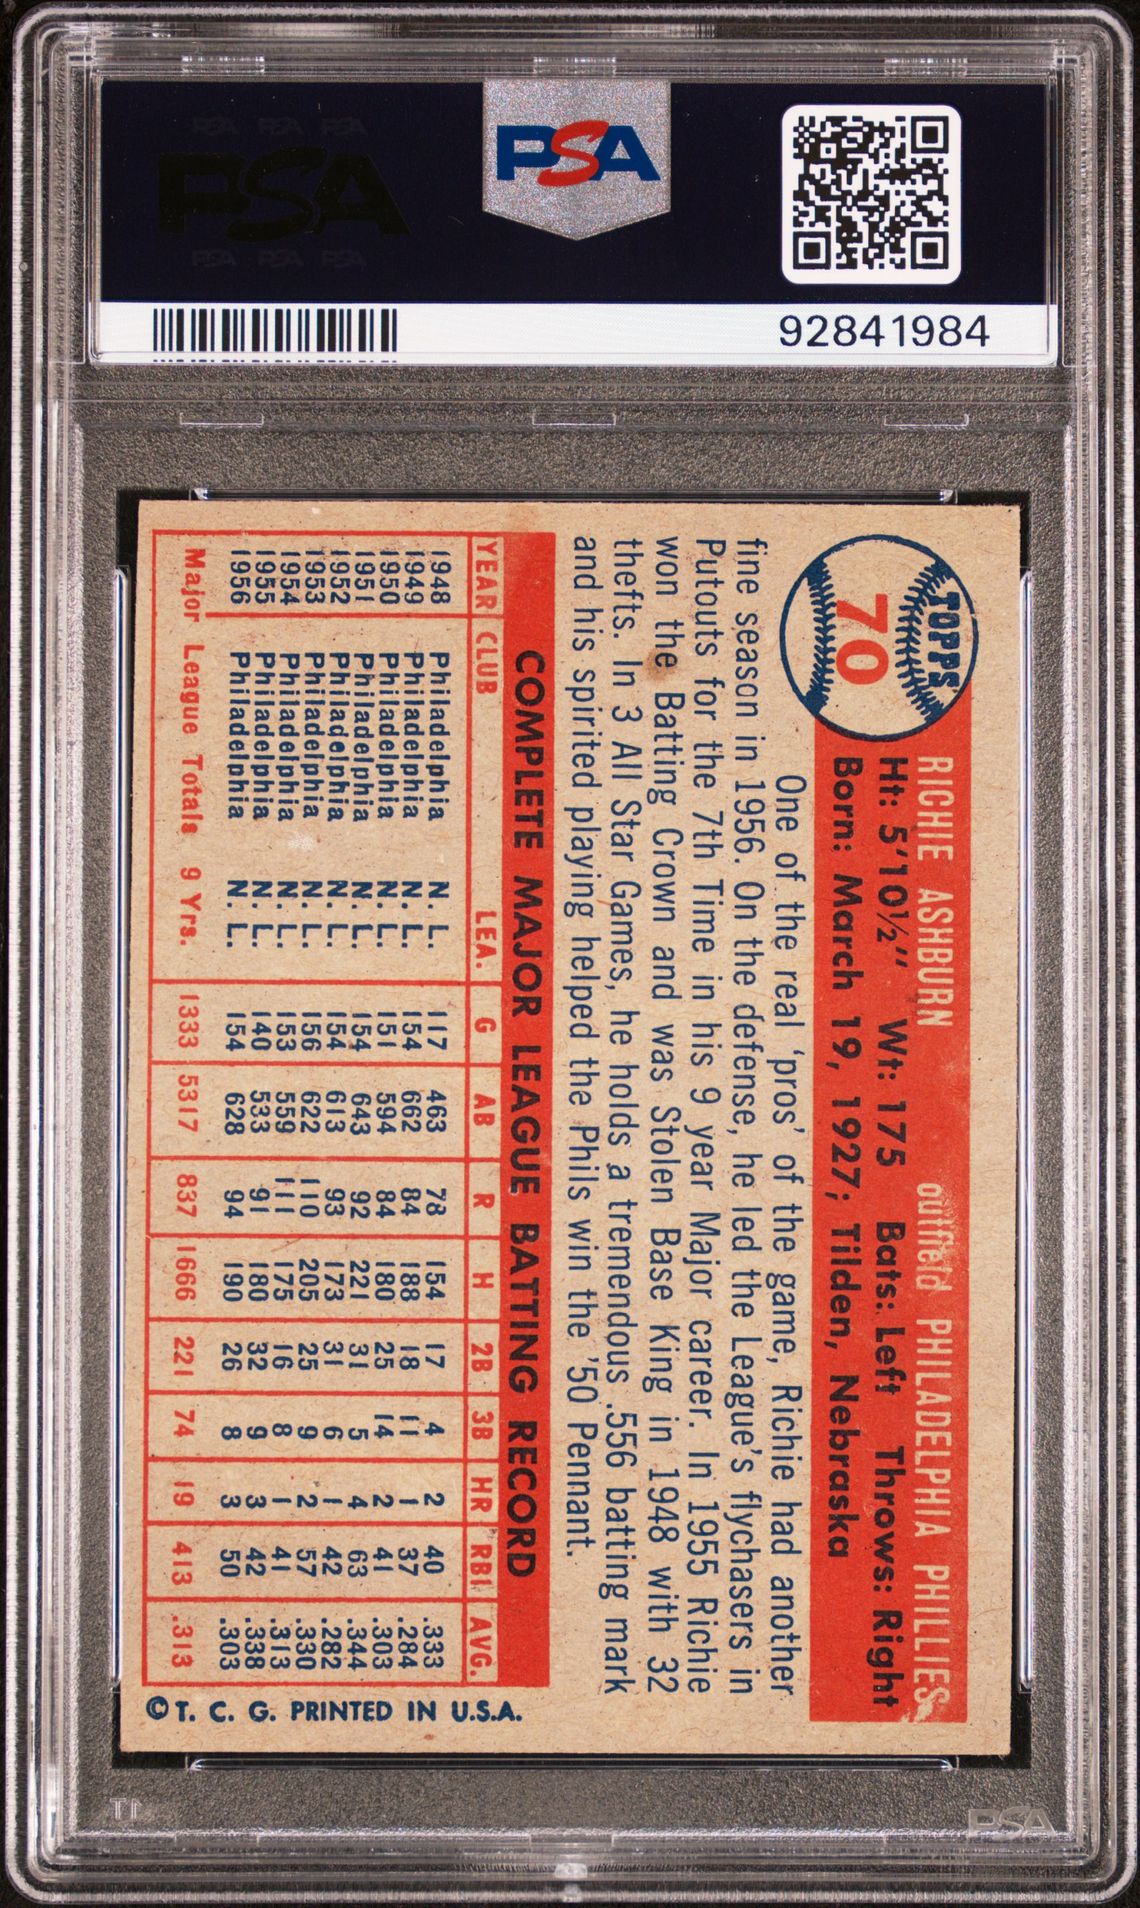 PSA
PSA PSA PSA
PSA
PSA PSA PSA
92841984
TOPPS
70
RICHIE ASHBURN outfield PHILADELPHIA PHILLIES
Ht: 5'10½" Wt: 175 Bats: Left Throws: Right
Born: March 19, 1927; Tilden, Nebraska
One of the real 'pros' of the game, Richie had another
fine season in 1956. On the defense, he led the League's flychasers in
Putouts for the 7th Time in his 9 year Major career. In 1955 Richie
won the Batting Crown and was Stolen Base King in 1948 with 32
thefts. In 3 All Star Games, he holds a tremendous .556 batting mark
and his spirited playing helped the Phils win the '50 Pennant.
COMPLETE MAJOR LEAGUE BATTING RECORD
YEAR CLUB LEA. G AB R H 2B 3B HR RBI AVG.
1948 Philadelphia N. L. 117 463 78 154 17 4 2 40 .333
1949 Philadelphia N. L. 154 662 84 188 18 11 1 37 .284
1950 Philadelphia N. L. 151 594 84 180 25 14 2 41 .303
1951 Philadelphia N. L. 154 643 92 221 31 5 4 63 .344
1952 Philadelphia N. L. 154 613 93 173 31 6 1 42 .282
1953 Philadelphia N. L. 156 622 110 205 25 9 2 57 .330
1954 Philadelphia N. L. 153 559 111 175 16 8 1 41 .313
1955 Philadelphia N. L. 140 533 91 180 32 9 3 42 .338
1956 Philadelphia N. L. 154 628 94 190 26 8 3 50 .303
Major League Totals 9 Yrs. 1333 5317 837 1666 221 74 19 413 .313
©T. C. G. PRINTED IN U.S.A.
PSA